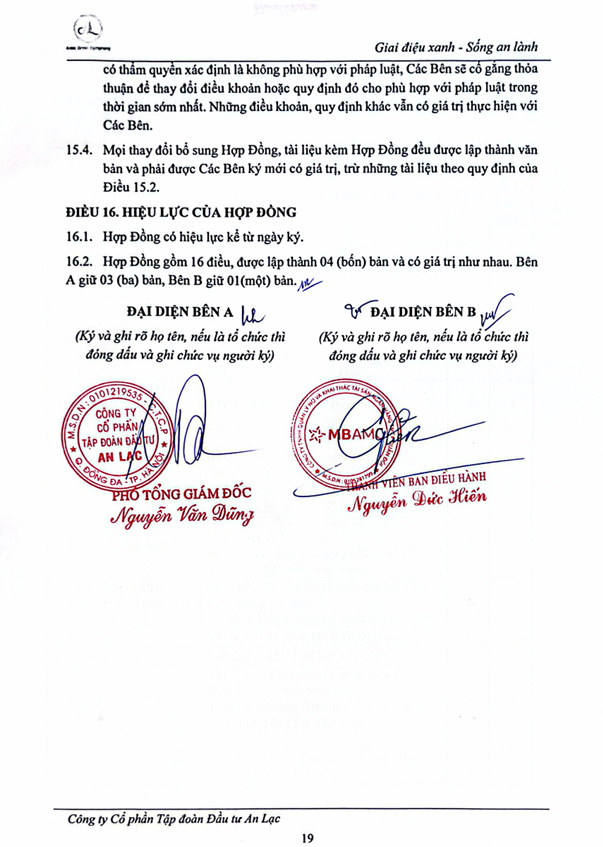 Giai điệu xanh - Sống an lành
có thẩm quyền xác định là không phù hợp với pháp luật, Các Bên sẽ cố gắng thỏa
thuận để thay đổi điều khoản hoặc quy định đó cho phù hợp với pháp luật trong
thời gian sớm nhất. Những điều khoản, quy định khác vẫn có giá trị thực hiện với
Các Bên.
15.4. Mọi thay đổi bổ sung Hợp Đồng, tài liệu kèm Hợp Đồng đều được lập thành văn
bản và phải được Các Bên ký mới có giá trị, trừ những tài liệu theo quy định của
Điều 15.2.
ĐIỀU 16. HIỆU LỰC CỦA HỢP ĐỒNG
16.1. Hợp Đồng có hiệu lực kể từ ngày ký.
16.2. Hợp Đồng gồm 16 điều, được lập thành 04 (bốn) bản và có giá trị như nhau. Bên
A giữ 03 (ba) bản, Bên B giữ 01(một) bản.
ĐẠI DIỆN BÊN A
(Ký và ghi rõ họ tên, nếu là tổ chức thì
đóng dấu và ghi chức vụ người ký)
M.S.D.N: 0101219535 - C.T.C.P
CÔNG TY
CỔ PHẦN
TẬP ĐOÀN ĐẦU TƯ
AN LẠC
Q. ĐỐNG ĐA - TP. HÀ NỘI
PHÓ TỔNG GIÁM ĐỐC
Nguyễn Văn Dũng
ĐẠI DIỆN BÊN B
(Ký và ghi rõ họ tên, nếu là tổ chức thì
đóng dấu và ghi chức vụ người ký)
MBAMC
THÀNH VIÊN BAN ĐIỀU HÀNH
Nguyễn Đức Hiến
Công ty Cổ phần Tập đoàn Đầu tư An Lạc
19